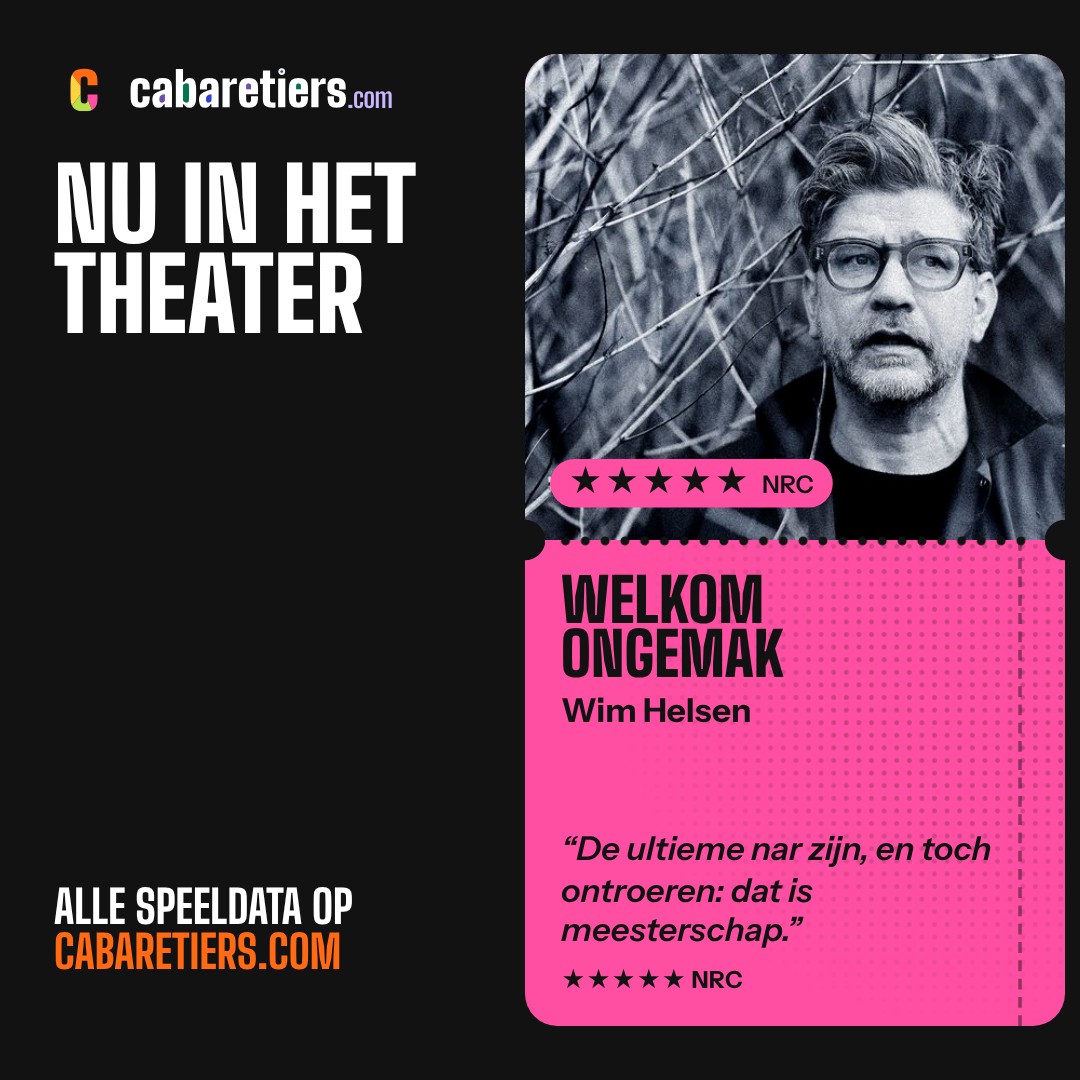 cabaretiers.com
NU IN HET
THEATER
★★★★★ NRC
WELKOM
ONGEMAK
Wim Helsen
“De ultieme nar zijn, en toch
ontroeren: dat is
meesterschap.”
★★★★★ NRC
ALLE SPEELDATA OP
CABARETIERS.COM